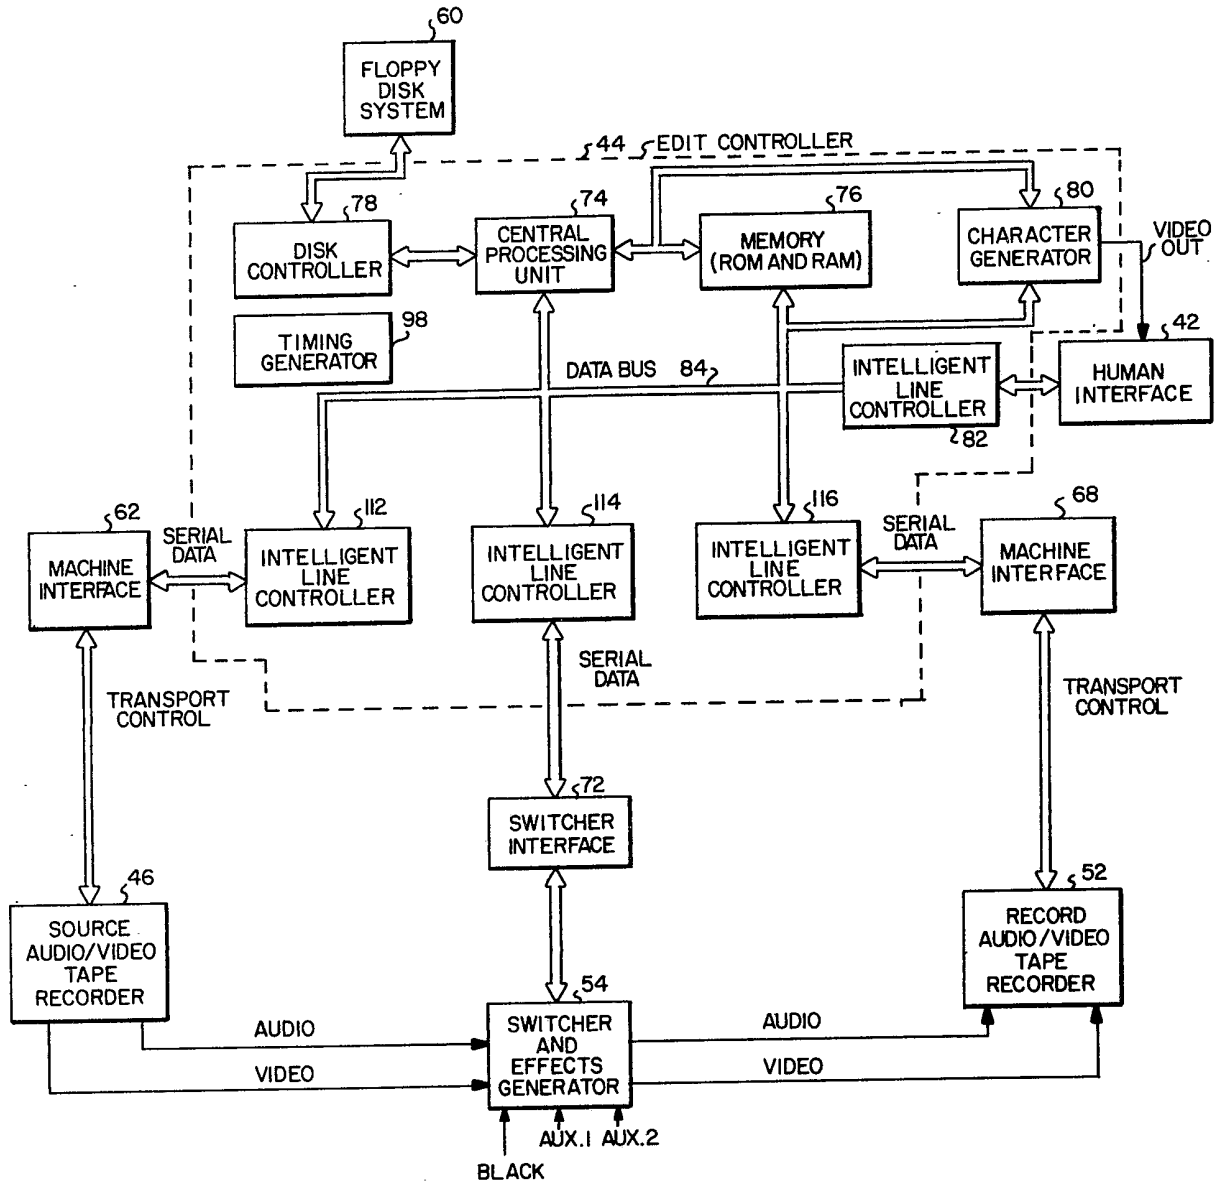 60
FLOPPY
DISK
SYSTEM
44
EDIT CONTROLLER
78
DISK
CONTROLLER
74
CENTRAL
PROCESSING
UNIT
76
MEMORY
(ROM AND RAM)
80
CHARACTER
GENERATOR
VIDEO
OUT
98
TIMING
GENERATOR
DATA BUS 84
INTELLIGENT
LINE
CONTROLLER
82
42
HUMAN
INTERFACE
62
MACHINE
INTERFACE
SERIAL
DATA
112
INTELLIGENT
LINE
CONTROLLER
114
INTELLIGENT
LINE
CONTROLLER
116
INTELLIGENT
LINE
CONTROLLER
SERIAL
DATA
68
MACHINE
INTERFACE
TRANSPORT
CONTROL
SERIAL
DATA
TRANSPORT
CONTROL
72
SWITCHER
INTERFACE
46
SOURCE
AUDIO/VIDEO
TAPE
RECORDER
52
RECORD
AUDIO/VIDEO
TAPE
RECORDER
54
SWITCHER
AND
EFFECTS
GENERATOR
AUDIO
VIDEO
AUDIO
VIDEO
BLACK
AUX.1
AUX.2